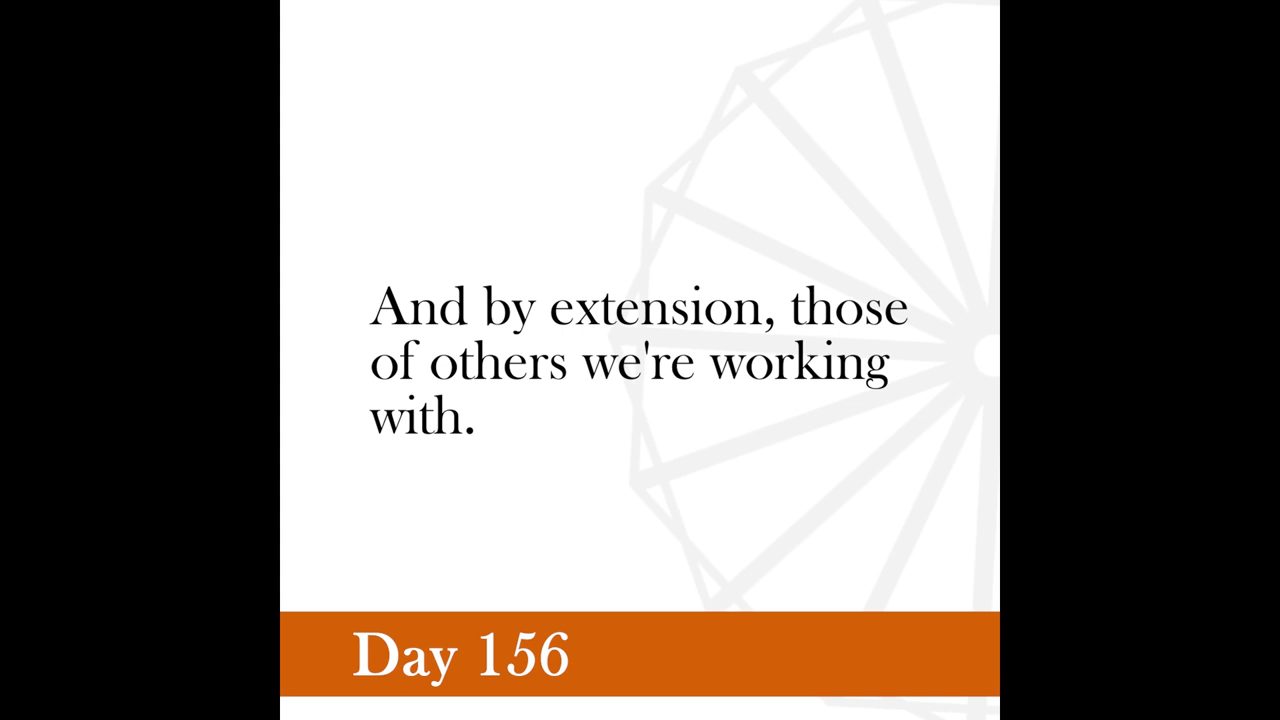 And by extension, those
of others we're working
with.
Day 156